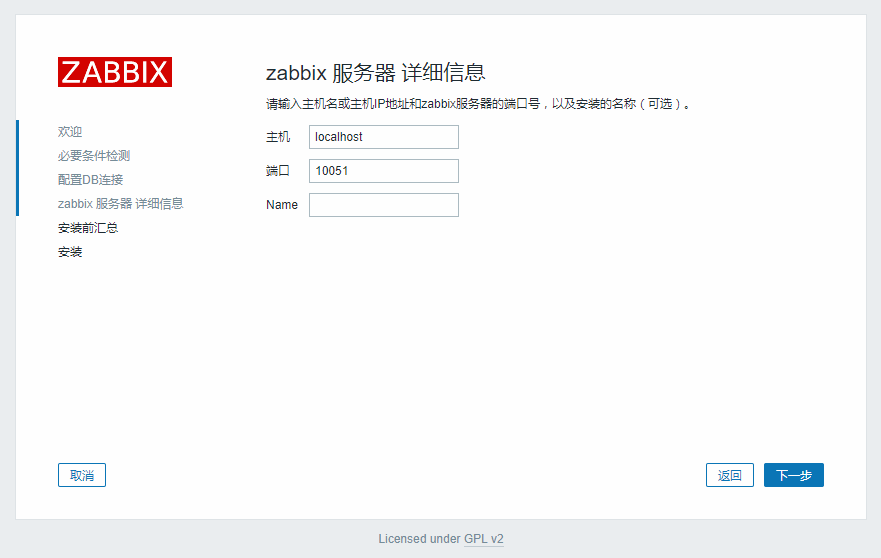 ZABBIX
欢迎
必要条件检测
配置DB连接
zabbix 服务器 详细信息
安装前汇总
安装
zabbix 服务器 详细信息
请输入主机名或主机IP地址和zabbix服务器的端口号，以及安装的名称（可选）。
主机 localhost
端口 10051
Name
取消
返回 下一步
Licensed under GPL v2